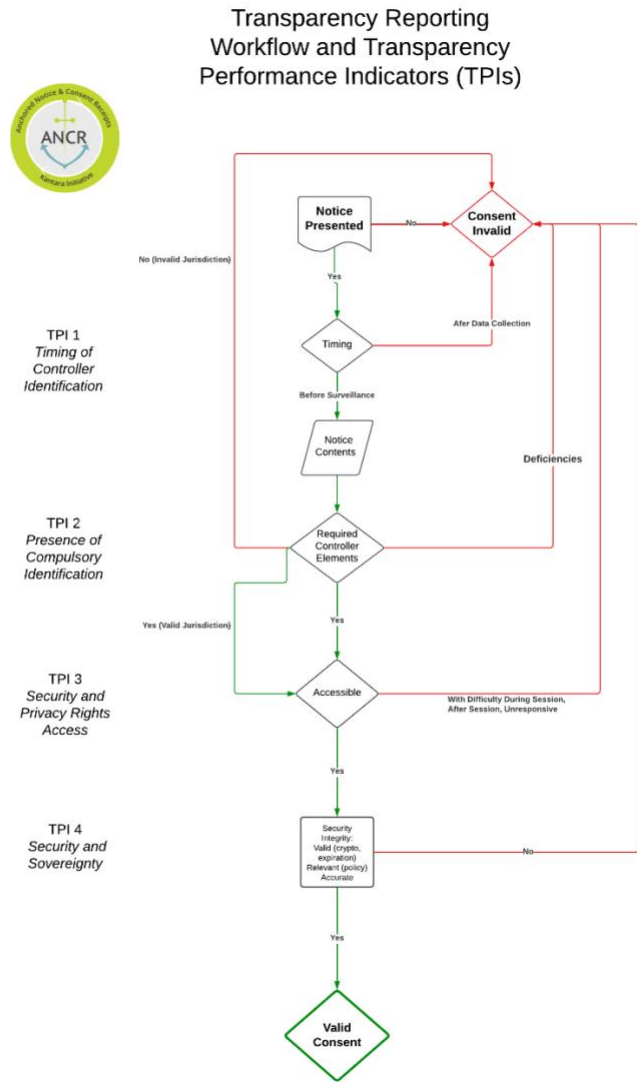 Transparency Reporting
Workflow and Transparency
Performance Indicators (TPIs)
Anchored Notice & Consent Receipts
ANCR
Kantara Initiative
Notice
Presented
No
Consent
Invalid
No (Invalid Jurisdiction)
Yes
Afer Data Collection
TPI 1
Timing of
Controller
Identification
Timing
Before Surveillance
Notice
Contents
Deficiencies
TPI 2
Presence of
Compulsory
Identification
Required
Controller
Elements
Yes (Valid Jurisdiction)
Yes
TPI 3
Security and
Privacy Rights
Access
Accessible
With Difficulty During Session,
After Session, Unresponsive
Yes
TPI 4
Security and
Sovereignty
Security
Integrity:
Valid (crypto,
expiration)
Relevant (policy)
Accurate
No
Yes
Valid
Consent